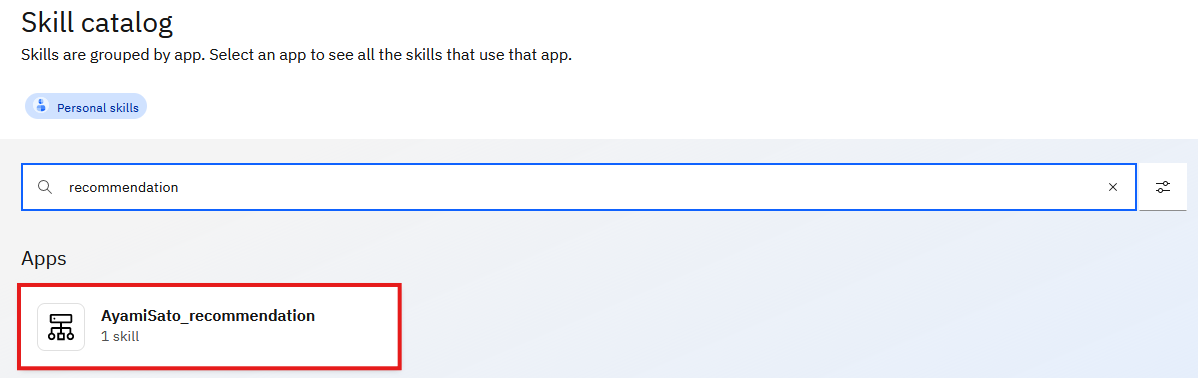 Skill catalog
Skills are grouped by app. Select an app to see all the skills that use that app.
Personal skills
recommendation
Apps
AyamiSato_recommendation
1 skill